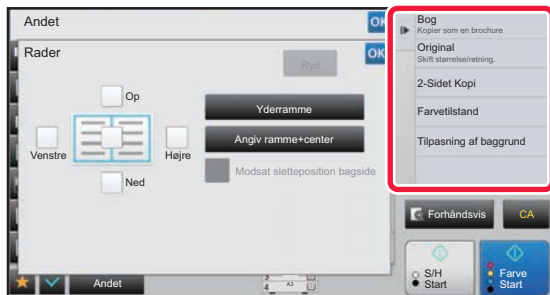 Andet
OK
Rader
OK
Ryd
Op
Venstre
Højre
Ned
Yderramme
Angiv ramme+center
Modsat sletteposition bagside
Andet
A3
4
Bog
Kopier som en brochure
Original
Skift størrelse/retning.
2-Sidet Kopi
Farvetilstand
Tilpasning af baggrund
Forhåndsvis
CA
S/H
Start
Farve
Start